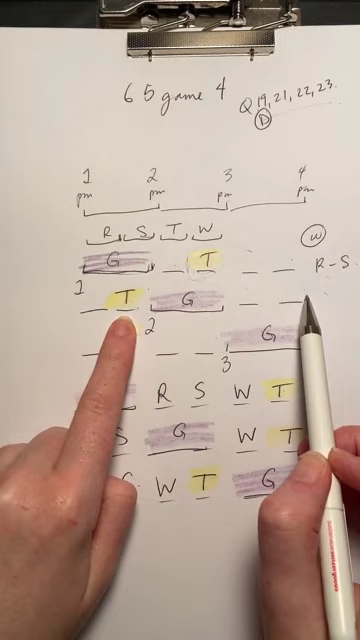 65 game 4
Q 19, 21, 22, 23.
D
1 2 3 4
pm pm pm pm
R S T W
W
G T
R-S
1
T G
2
G
3
R S W T
S G W T
W T G